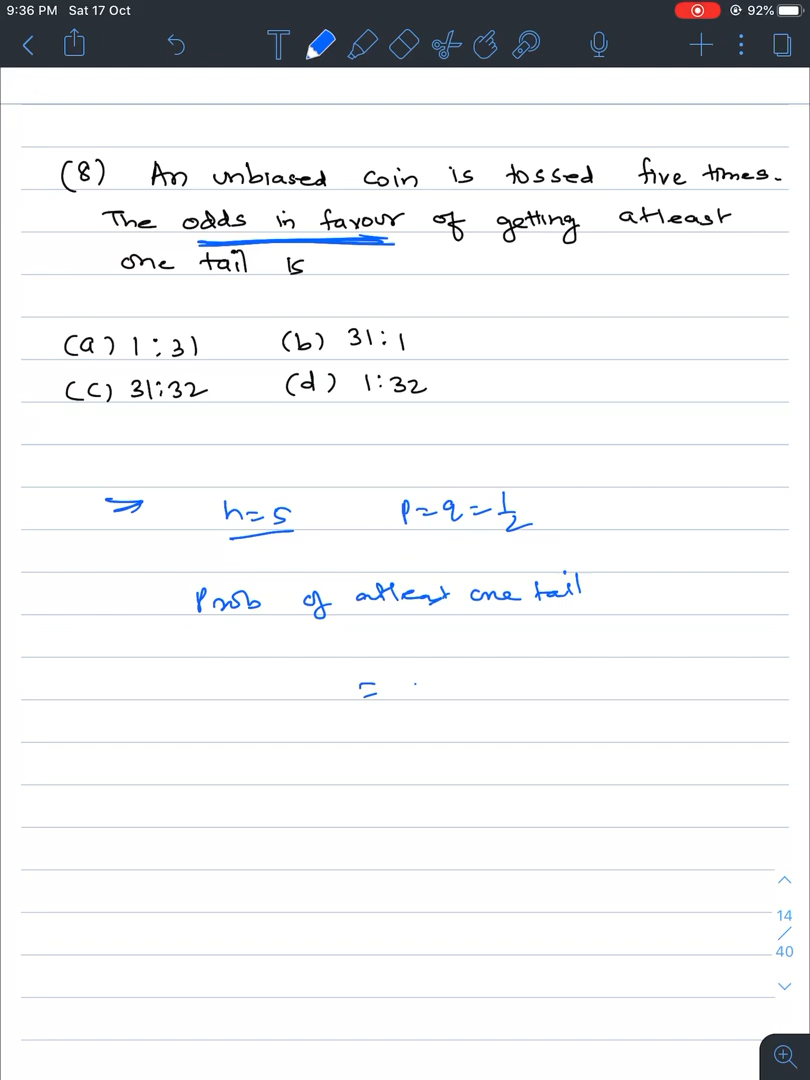 9:36 PM Sat 17 Oct 92%
(8) An unbiased coin is tossed five times.
The odds in favour of getting atleast
one tail is
(a) 1:31 (b) 31:1
(c) 31:32 (d) 1:32
⇒ n=5 p=q=1/2
Prob of atleast one tail
=
14
/
40